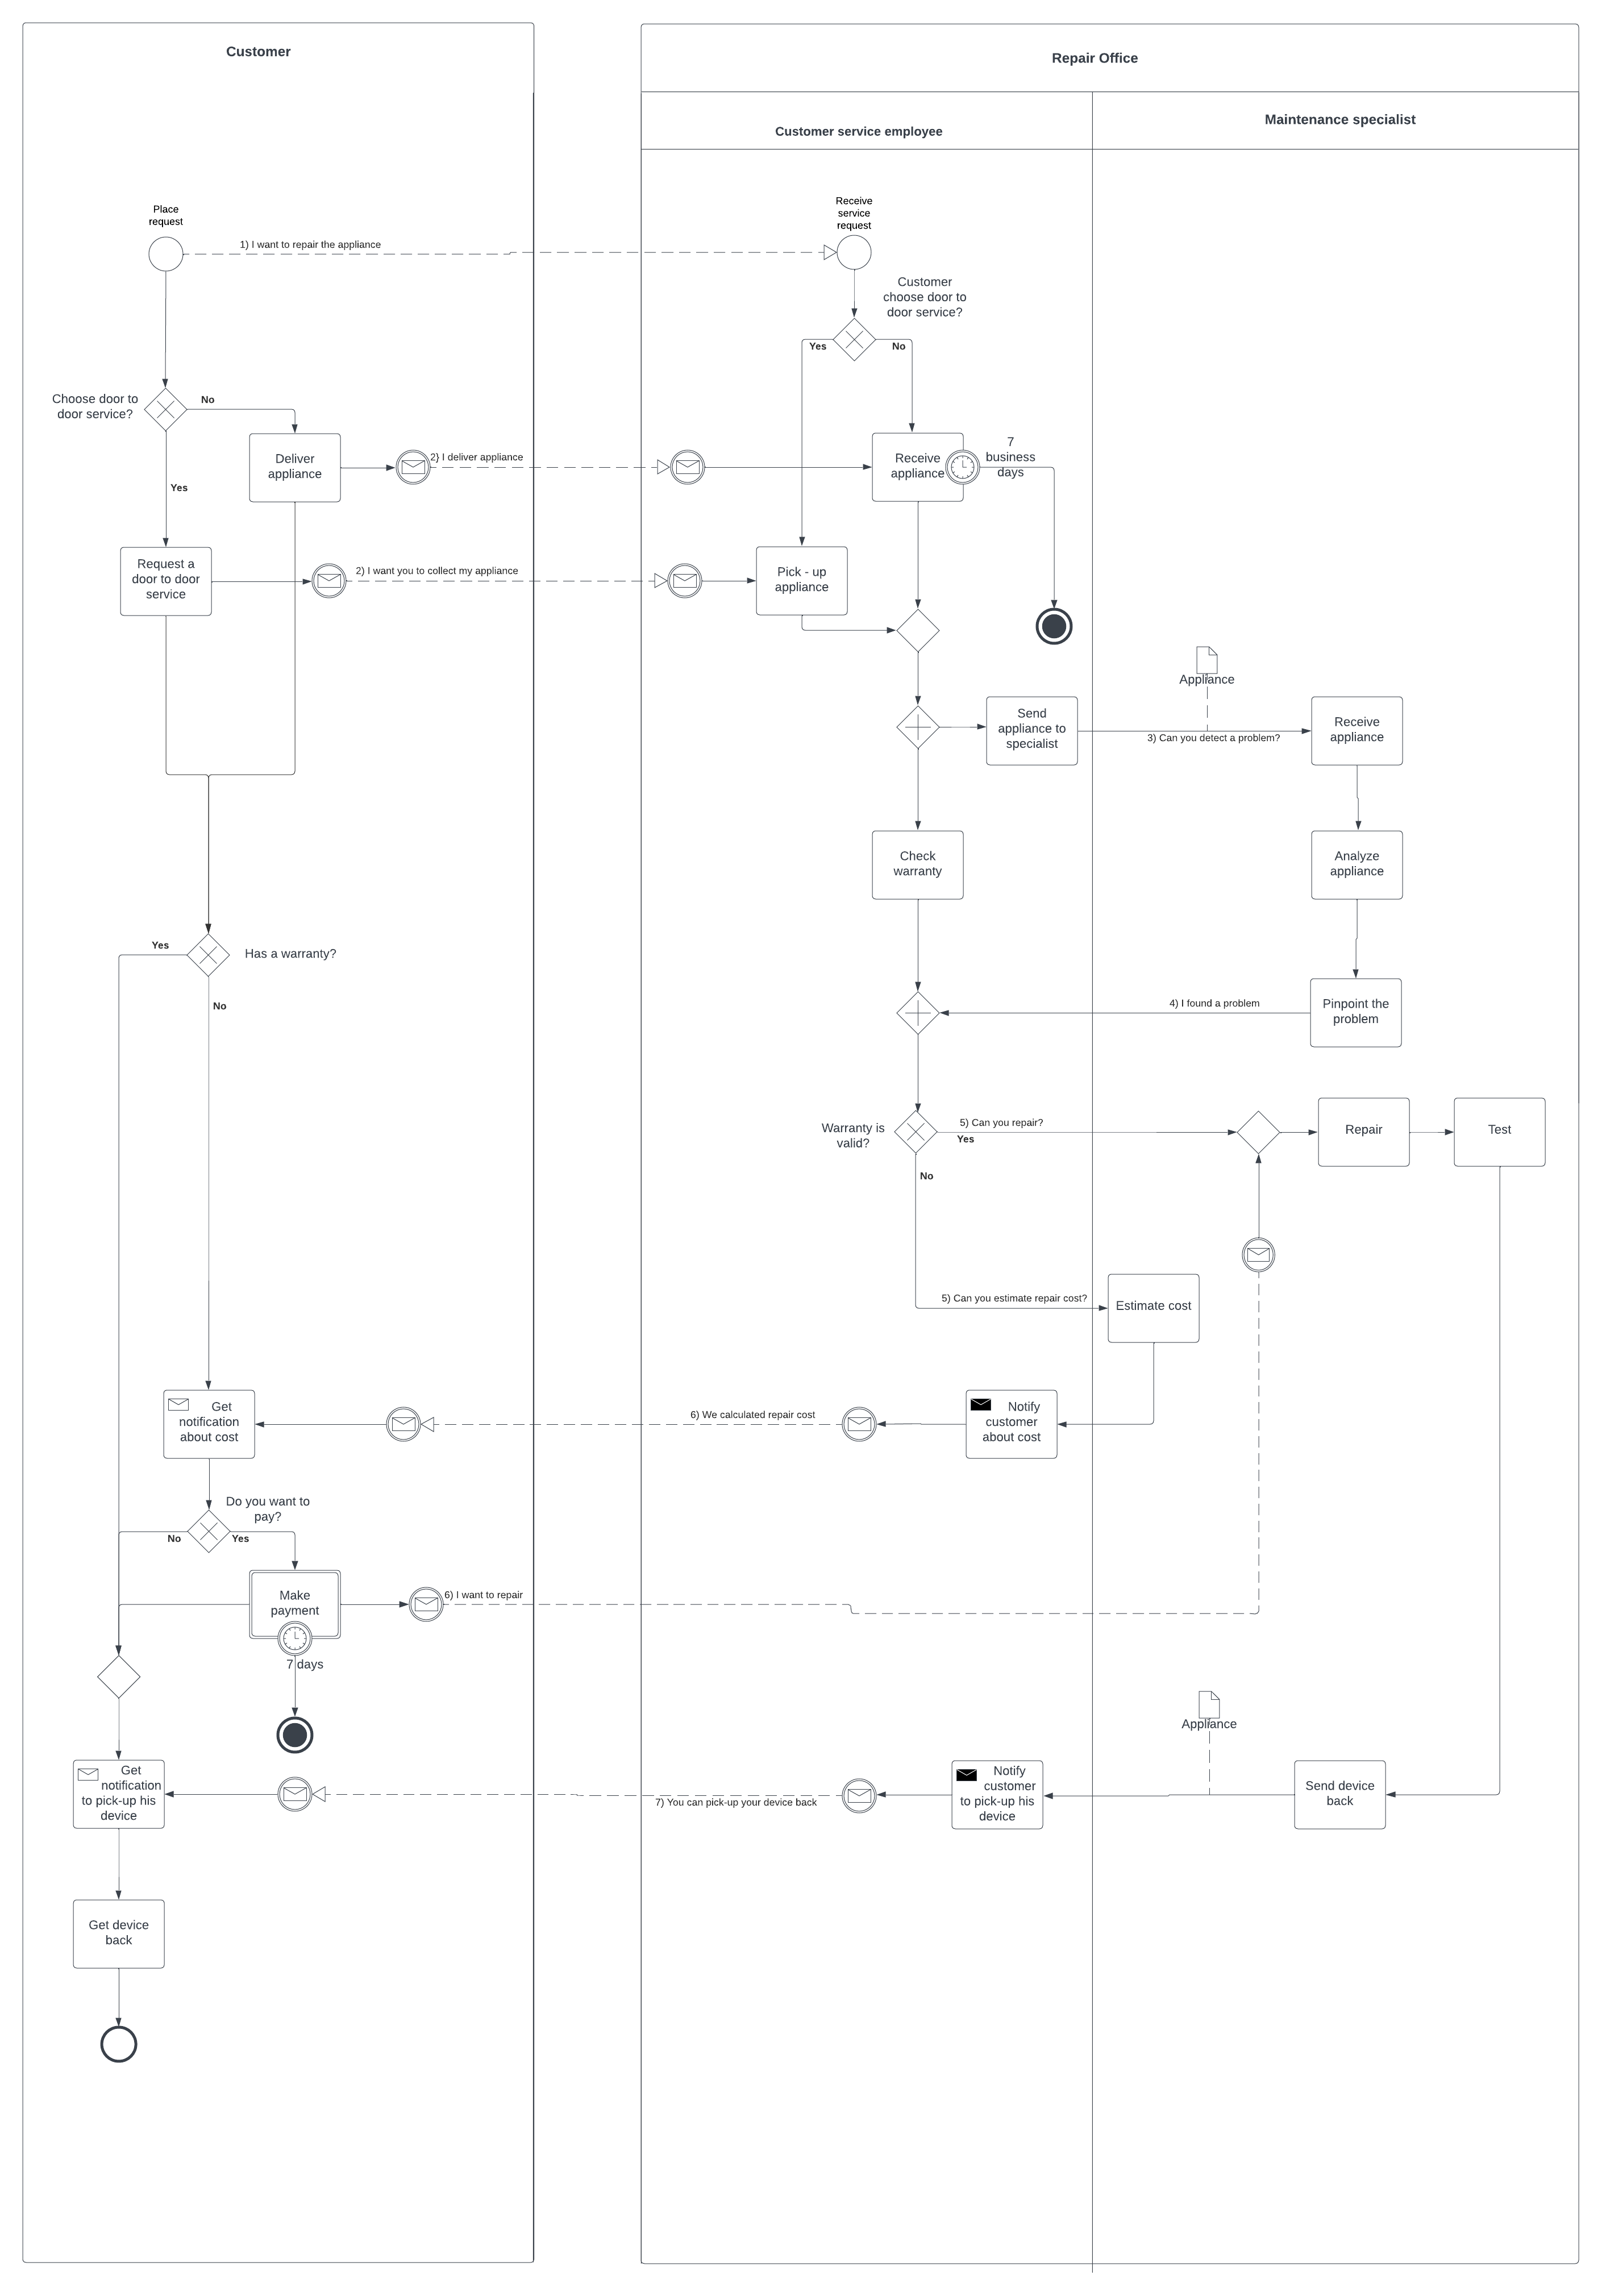 Customer
Repair Office
Customer service employee
Maintenance specialist
Place
request
Receive
service
request
1) I want to repair the appliance
Customer
choose door to
door service?
Yes
No
Choose door to
door service?
No
Yes
Deliver
appliance
2} I deliver appliance
Receive
appliance
7
business
days
Request a
door to door
service
2) I want you to collect my appliance
Pick - up
appliance
Appliance
Send
appliance to
specialist
3) Can you detect a problem?
Receive
appliance
Check
warranty
Analyze
appliance
Yes
Has a warranty?
No
4) I found a problem
Pinpoint the
problem
Warranty is
valid?
5) Can you repair?
Yes
No
Repair
Test
5) Can you estimate repair cost?
Estimate cost
Get
notification
about cost
6) We calculated repair cost
Notify
customer
about cost
Do you want to
pay?
No
Yes
Make
payment
6) I want to repair
7 days
Appliance
Get
notification
to pick-up his
device
7) You can pick-up your device back
Notify
customer
to pick-up his
device
Send device
back
Get device
back